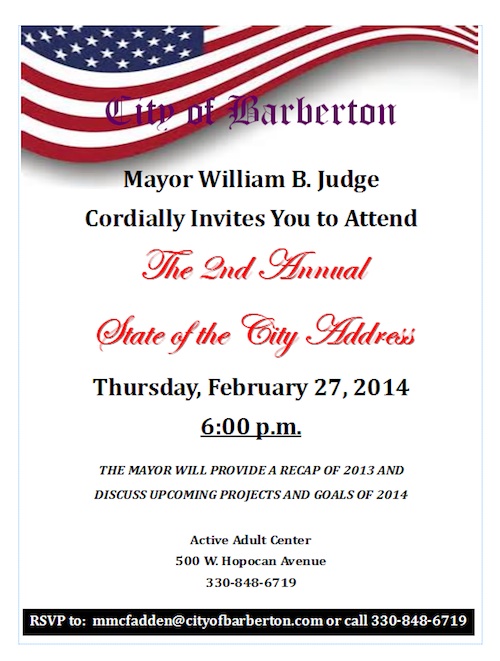 City of Barberton
Mayor William B. Judge
Cordially Invites You to Attend
The 2nd Annual
State of the City Address
Thursday, February 27, 2014
6:00 p.m.
THE MAYOR WILL PROVIDE A RECAP OF 2013 AND
DISCUSS UPCOMING PROJECTS AND GOALS OF 2014
Active Adult Center
500 W. Hopocan Avenue
330-848-6719
RSVP to: mmcfadden@cityofbarberton.com or call 330-848-6719